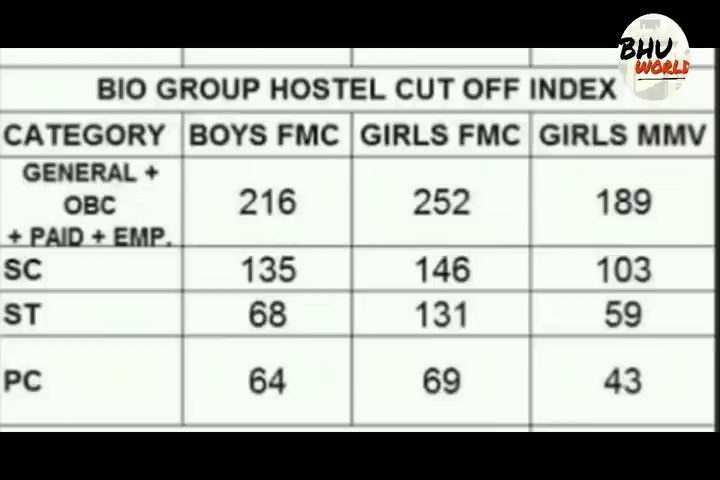 BHU
WORLD
BIO GROUP HOSTEL CUT OFF INDEX
CATEGORY BOYS FMC GIRLS FMC GIRLS MMV
GENERAL +
OBC 216 252 189
+ PAID + EMP.
SC 135 146 103
ST 68 131 59
PC 64 69 43